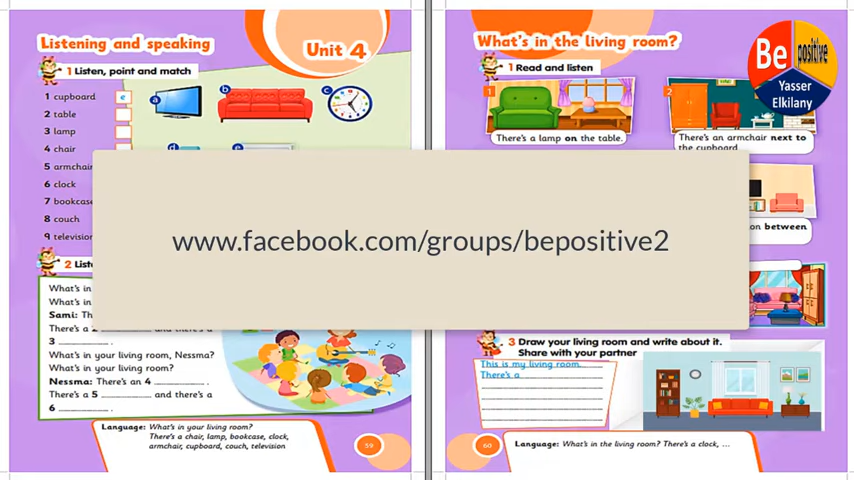 Listening and speaking
Unit 4
1 Listen, point and match
1 cupboard e
2 table
3 lamp
4 chair
5 armchair
6 clock
7 bookcase
8 couch
9 television
a
b
c
d
e
www.facebook.com/groups/bepositive2
2
What's in
What's in
Sami:
There's a 2 and there's a
3
What's in your living room, Nessma?
What's in your living room?
Nessma: There's an 4 .
There's a 5 and there's a
6 .
Language: What's in your living room?
There's a chair, lamp, bookcase, clock,
armchair, cupboard, couch, television
59
What's in the living room?
Be positive
Yasser
Elkilany
1 Read and listen
1
There's a lamp on the table.
2
There's an armchair next to
the cupboard.
on between
3 Draw your living room and write about it.
Share with your partner
This is my living room.
There's a
60
Language: What's in the living room? There's a clock, ...